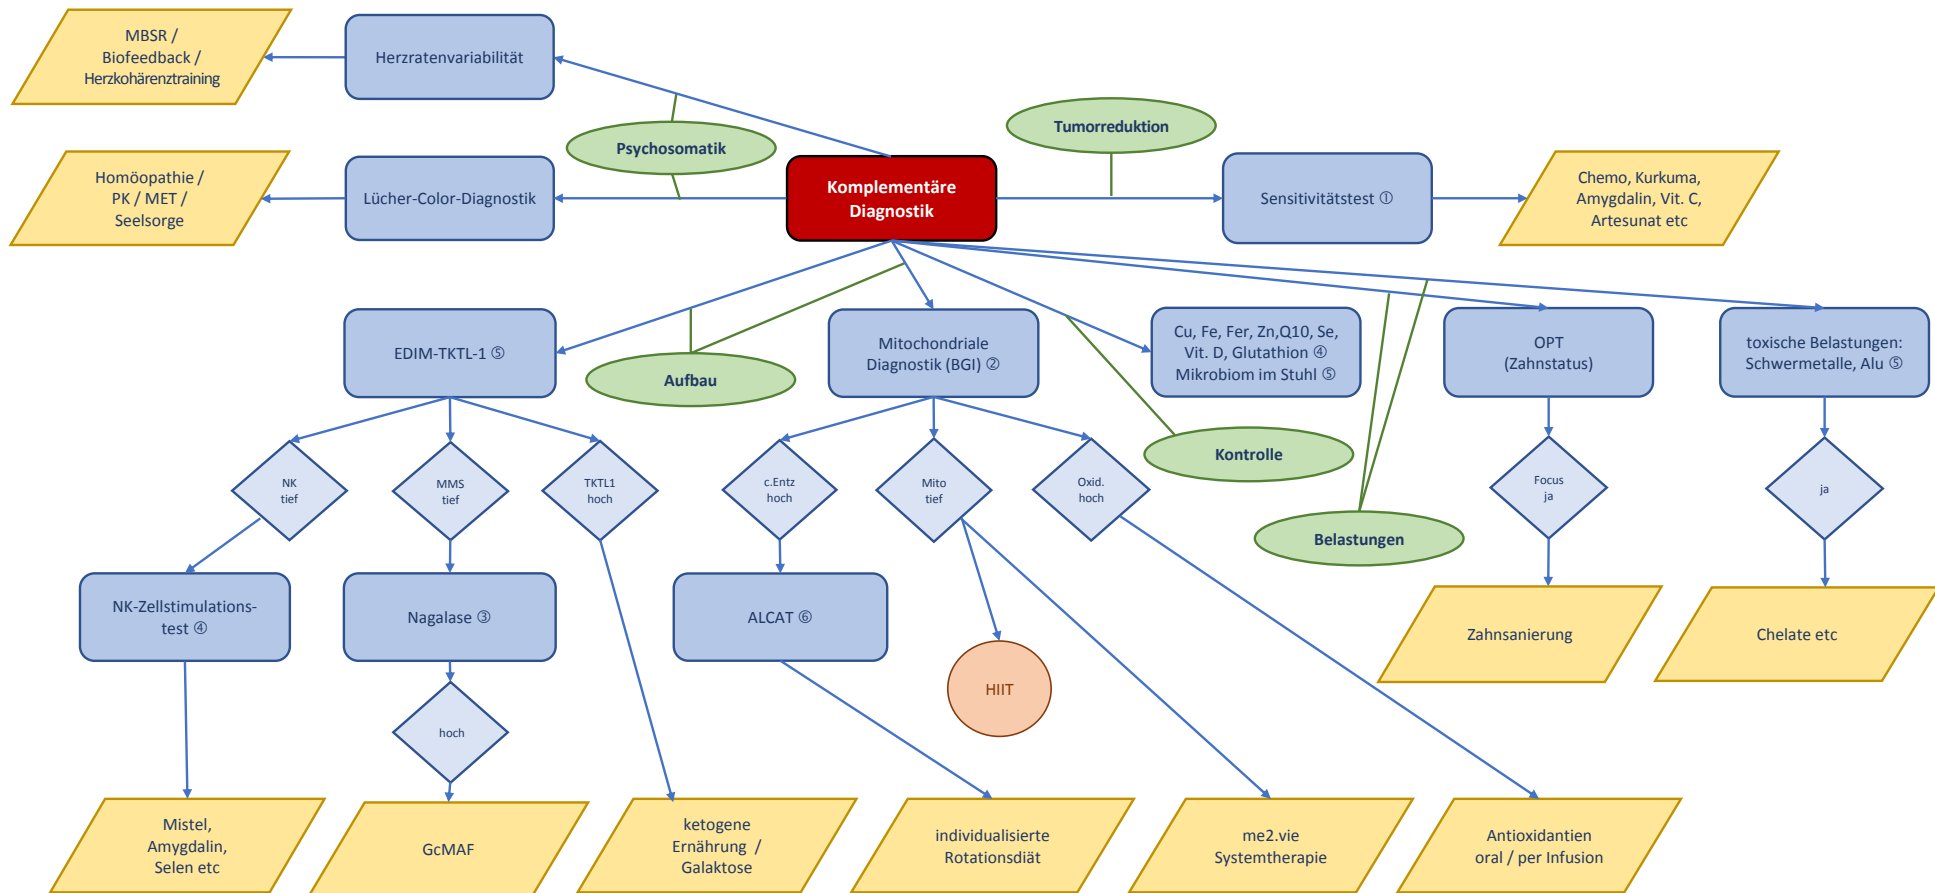 MBSR /
Biofeedback /
Herzkohärenztraining
Herzratenvariabilität
Psychosomatik
Tumorreduktion
Homöopathie /
PK / MET /
Seelsorge
Lücher-Color-Diagnostik
Komplementäre
Diagnostik
Sensitivitätstest ①
Chemo, Kurkuma,
Amygdalin, Vit. C,
Artesunat etc
EDIM-TKTL-1 ⑤
Aufbau
Mitochondriale
Diagnostik (BGI) ②
Cu, Fe, Fer, Zn,Q10, Se,
Vit. D, Glutathion ④
Mikrobiom im Stuhl ⑤
OPT
(Zahnstatus)
toxische Belastungen:
Schwermetalle, Alu ⑤
Kontrolle
Belastungen
NK
tief
MMS
tief
TKTL1
hoch
c.Entz
hoch
Mito
tief
Oxid.
hoch
Focus
ja
ja
NK-Zellstimulations-
test ④
Nagalase ③
ALCAT ⑥
HIIT
Zahnsanierung
Chelate etc
hoch
Mistel,
Amygdalin,
Selen etc
GcMAF
ketogene
Ernährung /
Galaktose
individualisierte
Rotationsdiät
me2.vie
Systemtherapie
Antioxidantien
oral / per Infusion